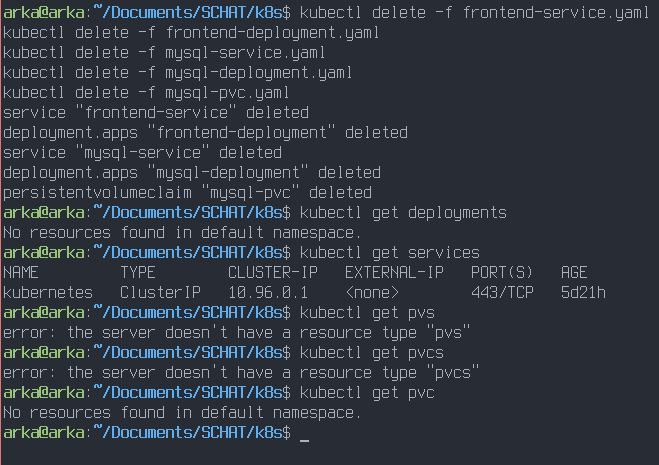 arka@arka:~/Documents/SCHAT/k8s$ kubectl delete -f frontend-service.yaml
kubectl delete -f frontend-deployment.yaml
kubectl delete -f mysql-service.yaml
kubectl delete -f mysql-deployment.yaml
kubectl delete -f mysql-pvc.yaml
service "frontend-service" deleted
deployment.apps "frontend-deployment" deleted
service "mysql-service" deleted
deployment.apps "mysql-deployment" deleted
persistentvolumeclaim "mysql-pvc" deleted
arka@arka:~/Documents/SCHAT/k8s$ kubectl get deployments
No resources found in default namespace.
arka@arka:~/Documents/SCHAT/k8s$ kubectl get services
NAME         TYPE        CLUSTER-IP   EXTERNAL-IP   PORT(S)   AGE
kubernetes   ClusterIP   10.96.0.1    <none>        443/TCP   5d21h
arka@arka:~/Documents/SCHAT/k8s$ kubectl get pvs
error: the server doesn't have a resource type "pvs"
arka@arka:~/Documents/SCHAT/k8s$ kubectl get pvcs
error: the server doesn't have a resource type "pvcs"
arka@arka:~/Documents/SCHAT/k8s$ kubectl get pvc
No resources found in default namespace.
arka@arka:~/Documents/SCHAT/k8s$ _